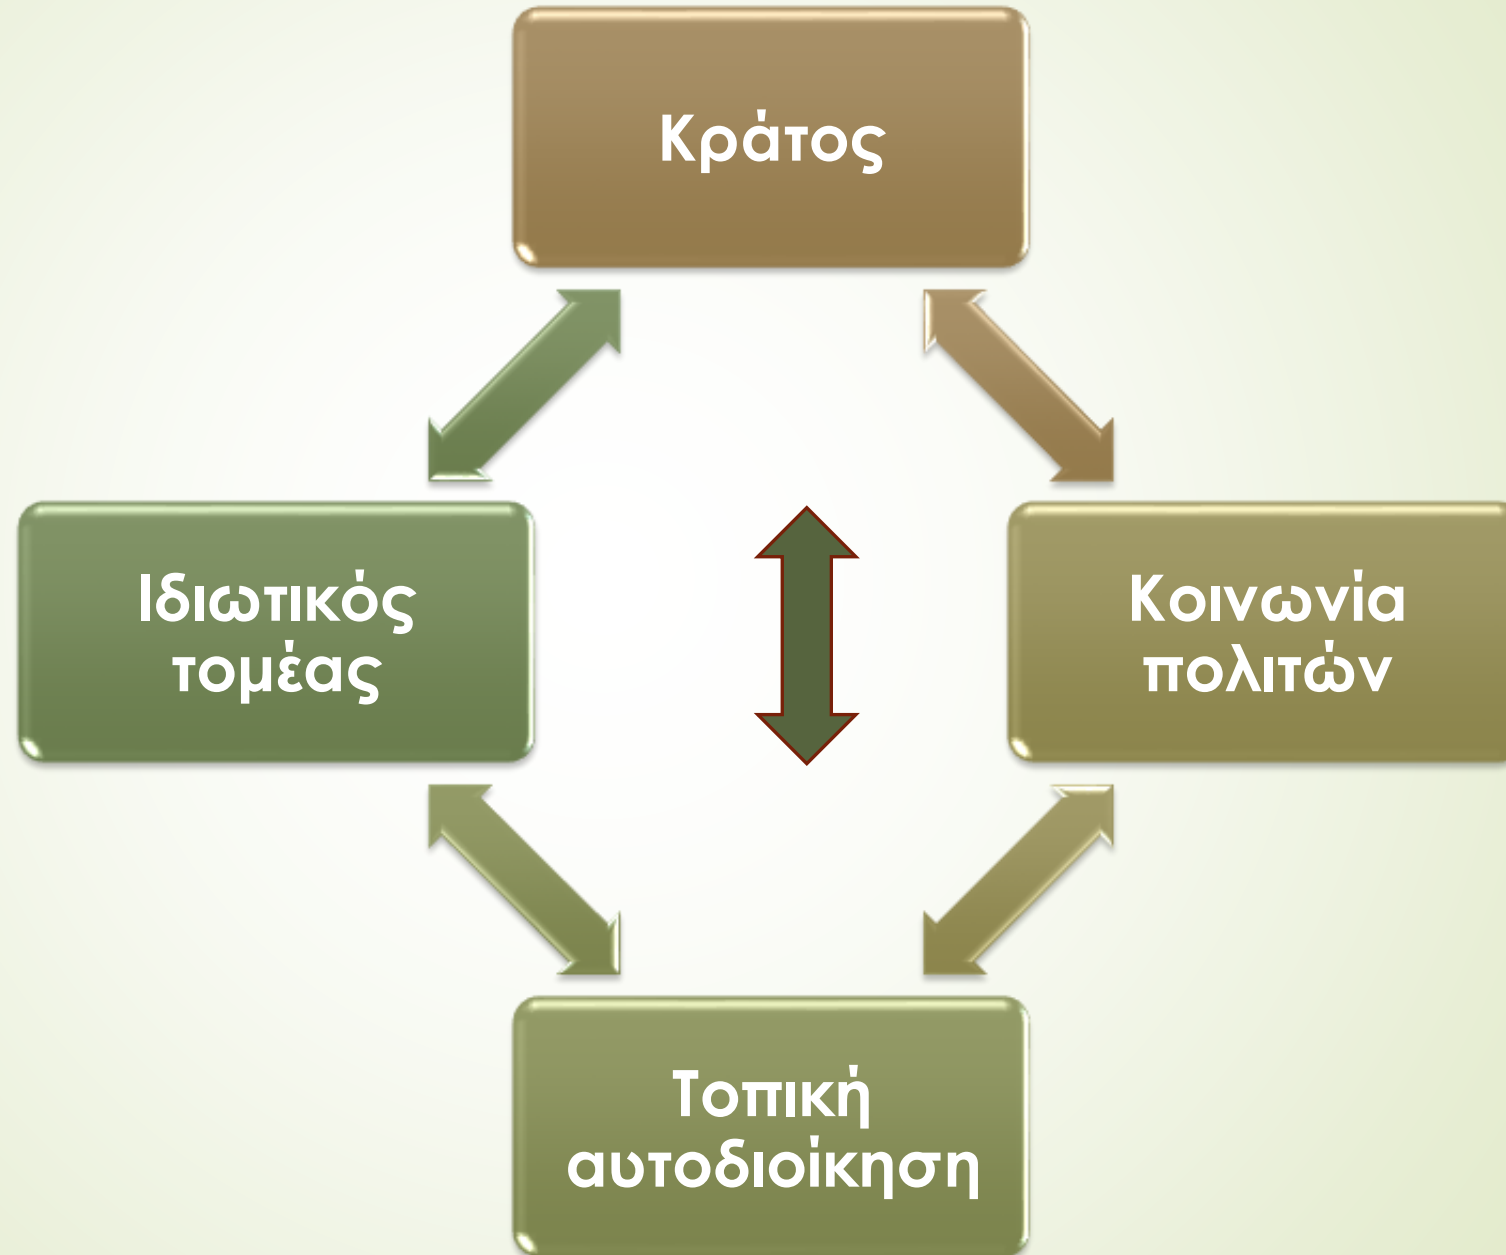 Κράτος
Ιδιωτικός
τομέας
Κοινωνία
πολιτών
Τοπική
αυτοδιοίκηση